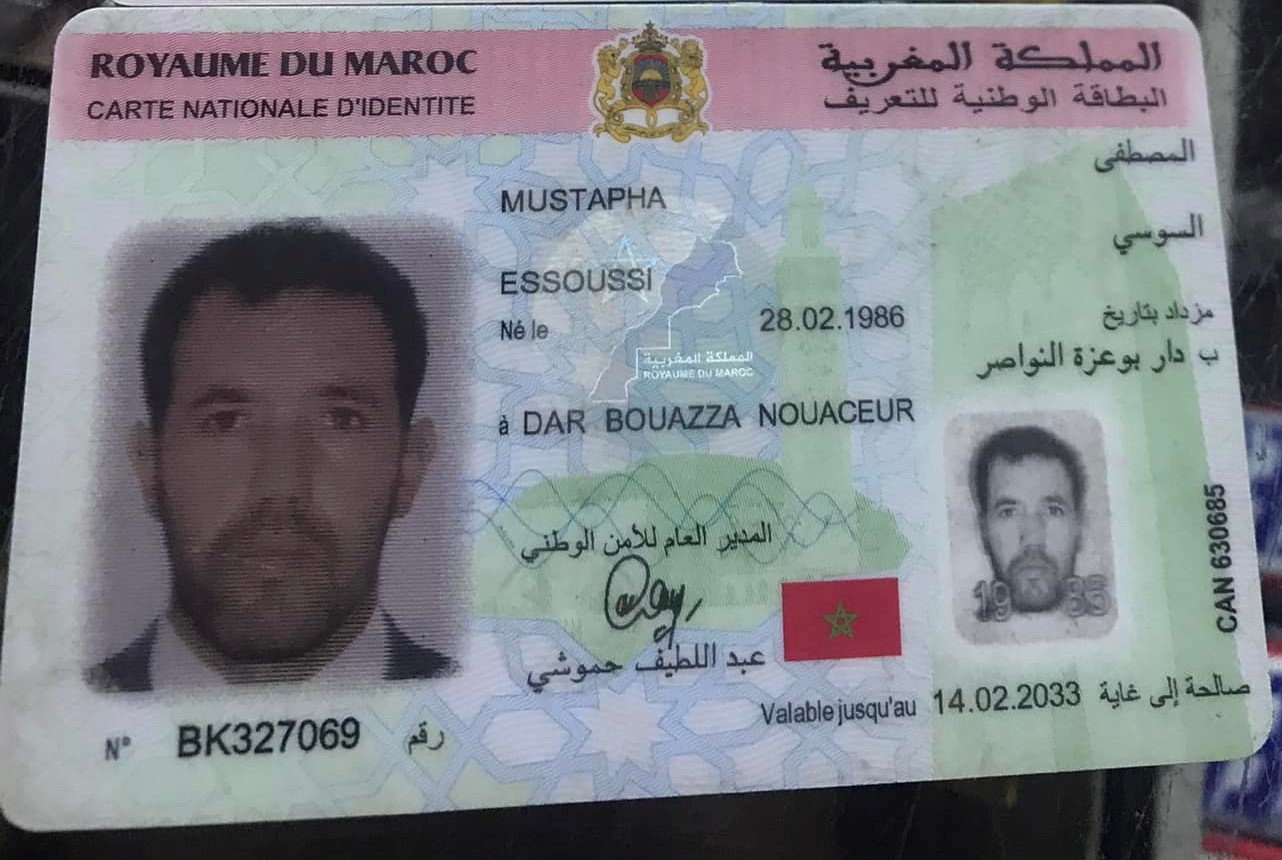 ROYAUME DU MAROC
المملكة المغربية
CARTE NATIONALE D'IDENTITE
البطاقة الوطنية للتعريف
المصطفى
MUSTAPHA
السوسي
ESSOUSSI
مزداد بتاريخ
Né le 28.02.1986
ب دار بوعزة النواصر
المملكة المغربية
ROYAUME DU MAROC
à DAR BOUAZZA NOUACEUR
المدير العام للأمن الوطني
عبد اللطيف حموشي
CAN 630685
Valable jusqu'au 14.02.2033 صالحة إلى غاية
N° BK327069 رقم